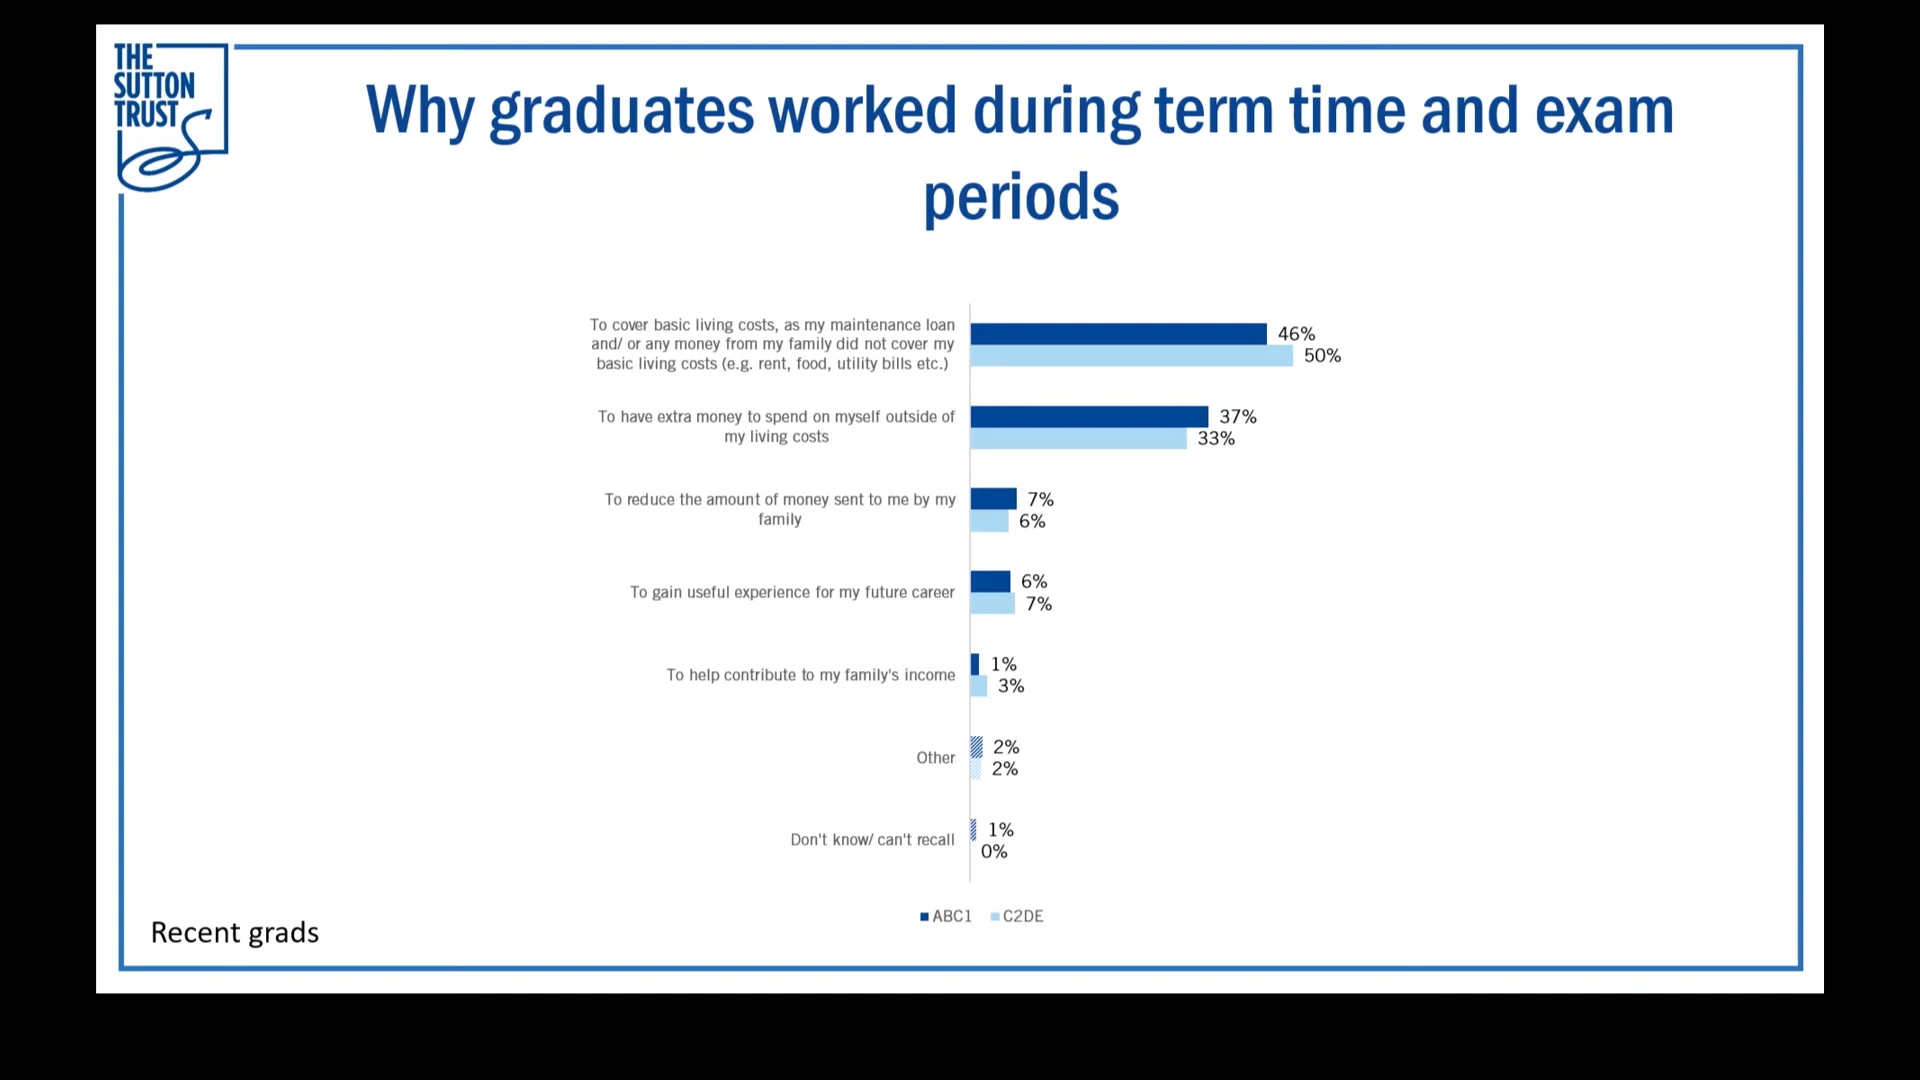 THE
SUTTON
TRUST
Why graduates worked during term time and exam
periods
To cover basic living costs, as my maintenance loan
and/ or any money from my family did not cover my
basic living costs (e.g. rent, food, utility bills etc.)
46%
50%
To have extra money to spend on myself outside of
my living costs
37%
33%
To reduce the amount of money sent to me by my
family
7%
6%
To gain useful experience for my future career
6%
7%
To help contribute to my family's income
1%
3%
Other
2%
2%
Don't know/ can't recall
1%
0%
ABC1 C2DE
Recent grads